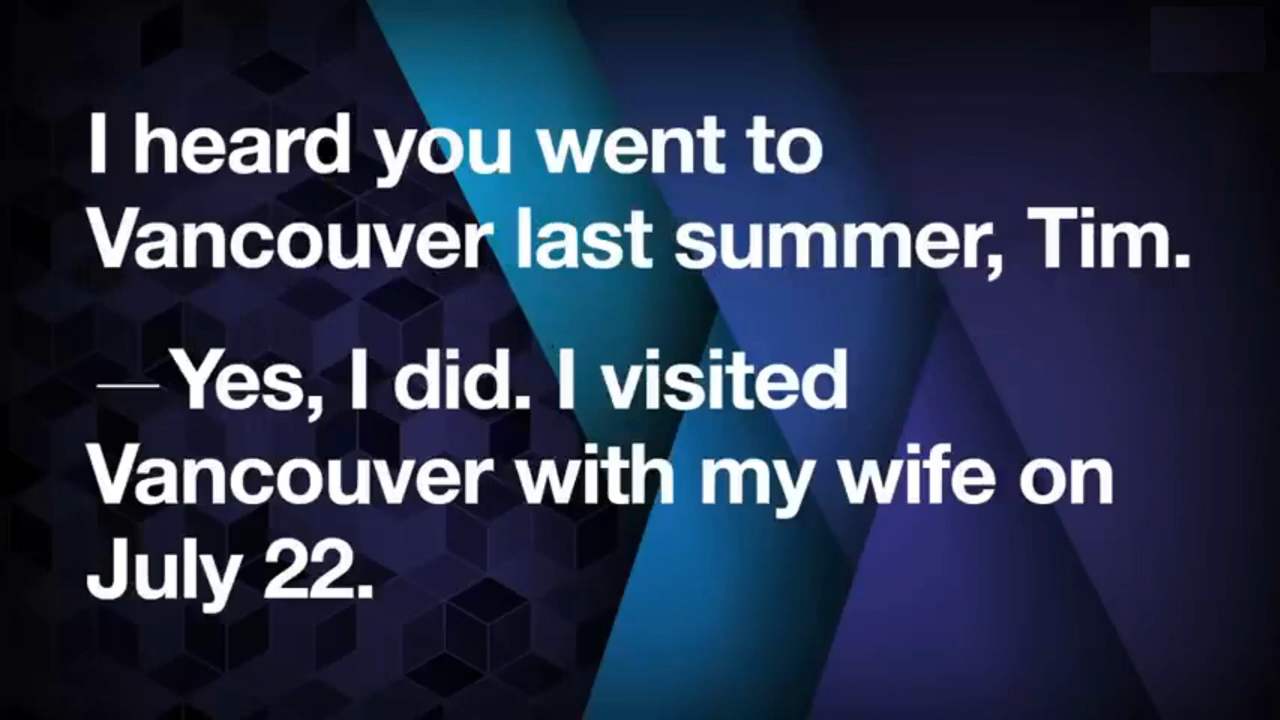 I heard you went to
Vancouver last summer, Tim.
— Yes, I did. I visited
Vancouver with my wife on
July 22.